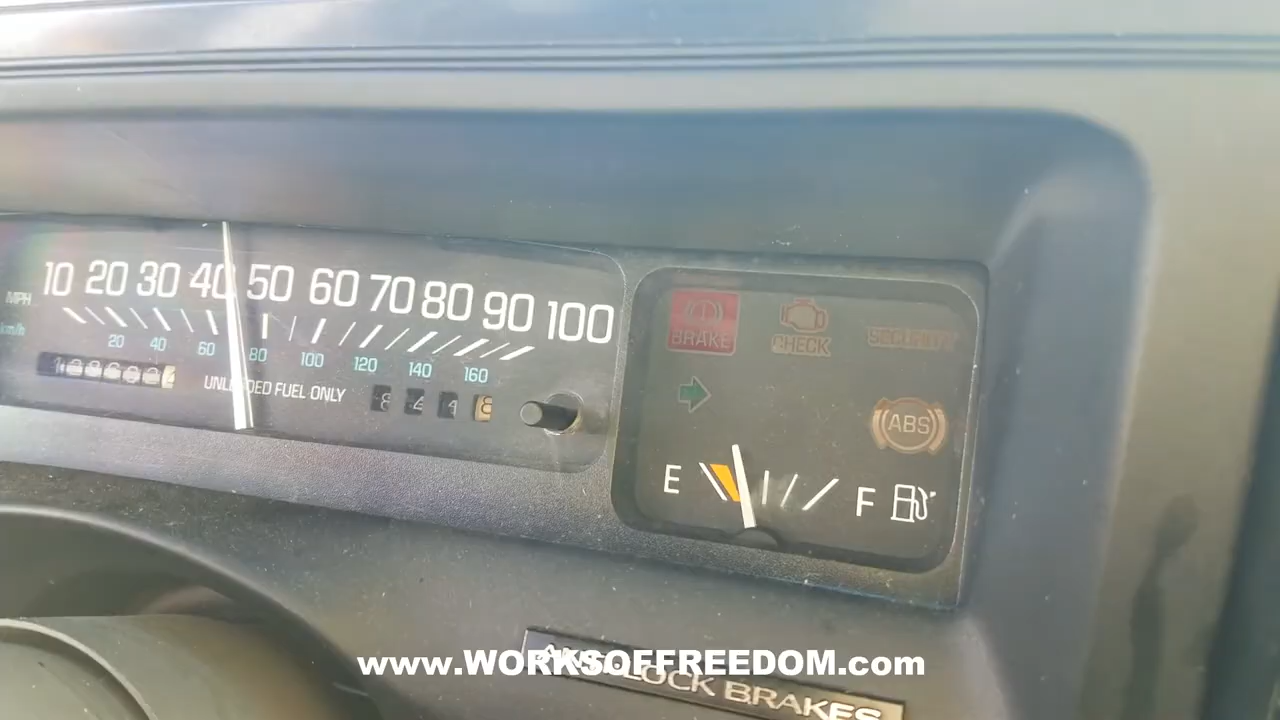 10 20 30 40 50 60 70 80 90 100
MPH
km/h
20 40 60 80 100 120 140 160
UNLEADED FUEL ONLY
BRAKE
CHECK
SECURITY
ABS
E F
www.WORKSOFFREEDOM.com
ANTI-LOCK BRAKES